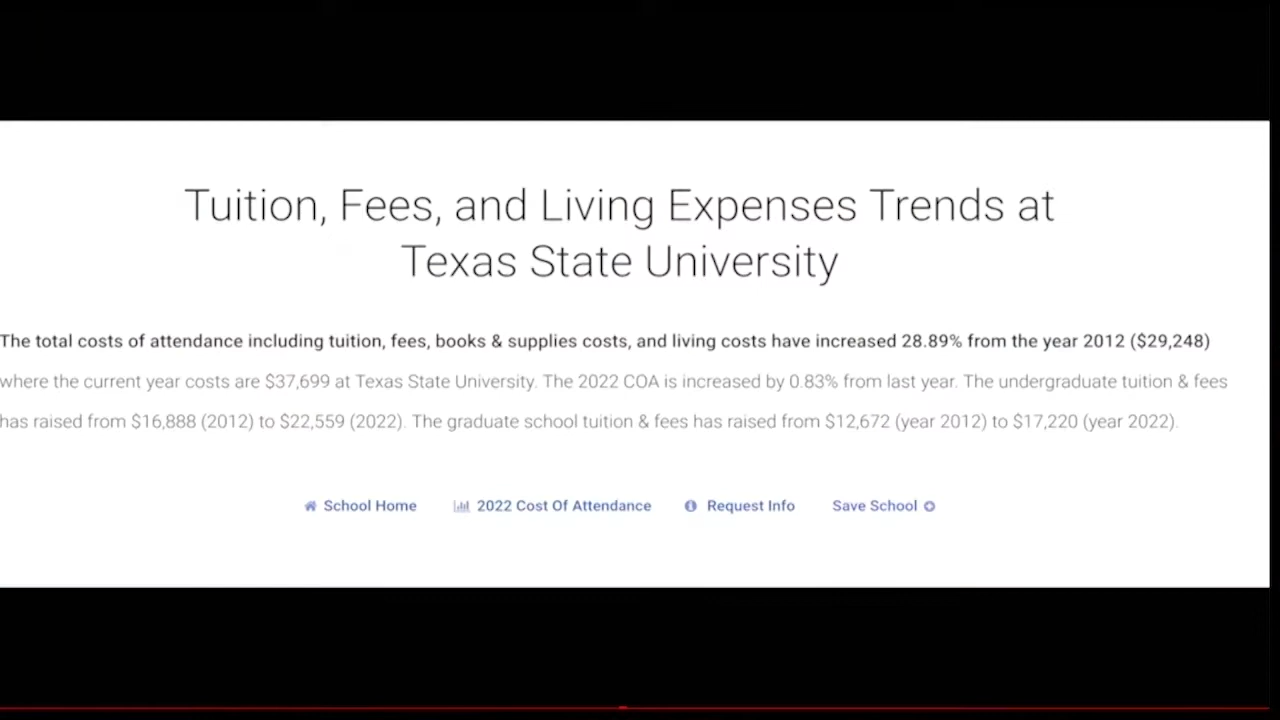 Tuition, Fees, and Living Expenses Trends at
Texas State University
The total costs of attendance including tuition, fees, books & supplies costs, and living costs have increased 28.89% from the year 2012 ($29,248)
where the current year costs are $37,699 at Texas State University. The 2022 COA is increased by 0.83% from last year. The undergraduate tuition & fees
has raised from $16,888 (2012) to $22,559 (2022). The graduate school tuition & fees has raised from $12,672 (year 2012) to $17,220 (year 2022).
School Home 2022 Cost Of Attendance Request Info Save School